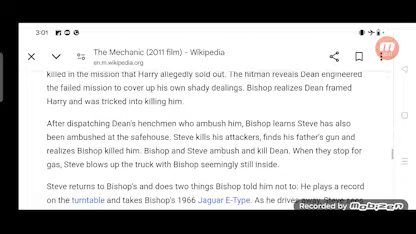 3:01
The Mechanic (2011 film) - Wikipedia
en.m.wikipedia.org
killed in the mission that Harry allegedly sold out. The hitman reveals Dean engineered
the failed mission to cover up his own shady dealings. Bishop realizes Dean framed
Harry and was tricked into killing him.
After dispatching Dean's henchmen who ambush him, Bishop learns Steve has also
been ambushed at the safehouse. Steve kills his attackers, finds his father's gun and
realizes Bishop killed him. Bishop and Steve ambush and kill Dean. When they stop for
gas, Steve blows up the truck with Bishop seemingly still inside.
Steve returns to Bishop's and does two things Bishop told him not to: He plays a record
on the turntable and takes Bishop's 1966 Jaguar E-Type. As he drives away, Steve sees
Recorded by Mobizen